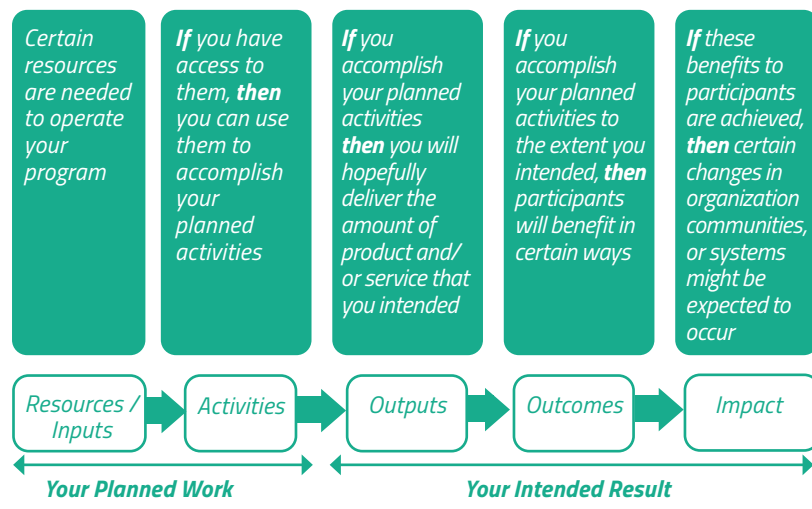 Certain
resources
are needed
to operate
your
program
If you have
access to
them, then
you can use
them to
accomplish
your
planned
activities
If you
accomplish
your planned
activities
then you will
hopefully
deliver the
amount of
product and/
or service that
you intended
If you
accomplish
your planned
activities to
the extent you
intended, then
participants
will benefit in
certain ways
If these
benefits to
participants
are achieved,
then certain
changes in
organization
communities,
or systems
might be
expected to
occur
Resources /
Inputs
Activities
Outputs
Outcomes
Impact
Your Planned Work
Your Intended Result